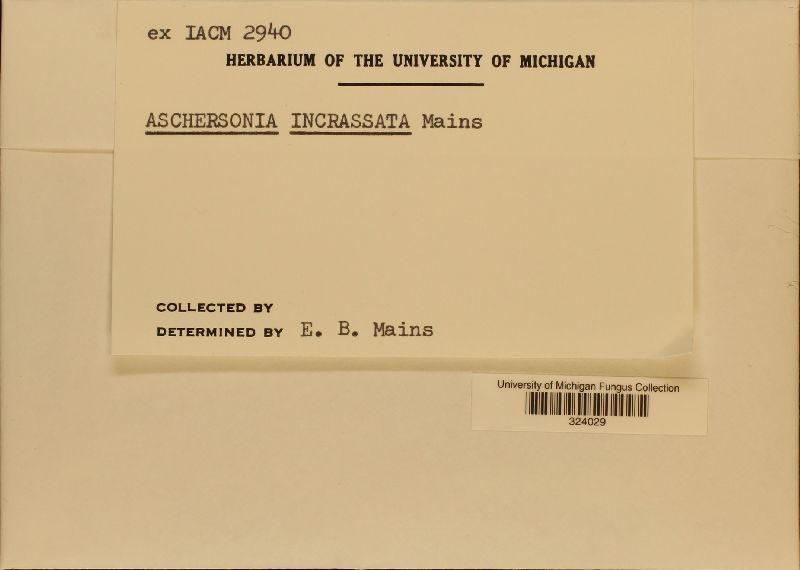 ex IACM 2940
HERBARIUM OF THE UNIVERSITY OF MICHIGAN
ASCHERSONIA INCRASSATA Mains
COLLECTED BY
DETERMINED BY E. B. Mains
University of Michigan Fungus Collection
324029